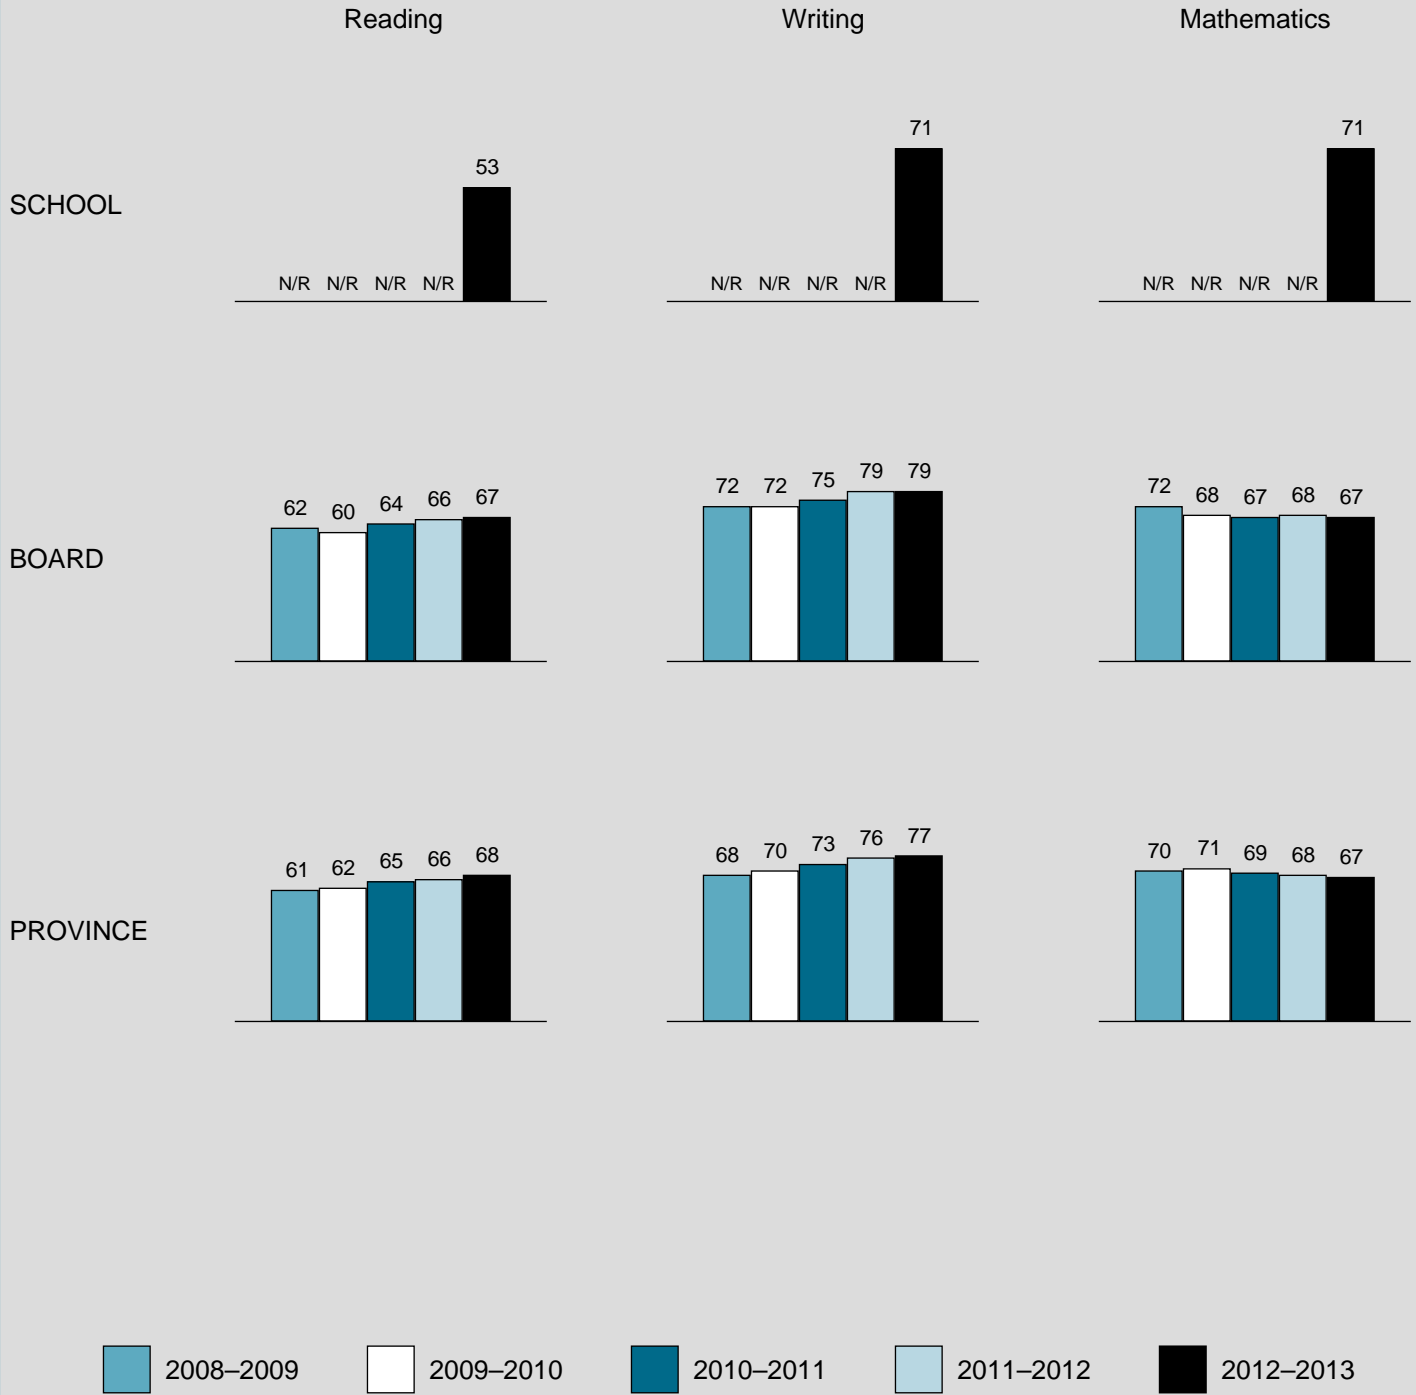 Reading Writing Mathematics
SCHOOL
53 71 71
N/R N/R N/R N/R N/R N/R N/R N/R N/R N/R N/R N/R
BOARD
62 60 64 66 67 72 72 75 79 79 72 68 67 68 67
PROVINCE
61 62 65 66 68 68 70 73 76 77 70 71 69 68 67
2008–2009 2009–2010 2010–2011 2011–2012 2012–2013